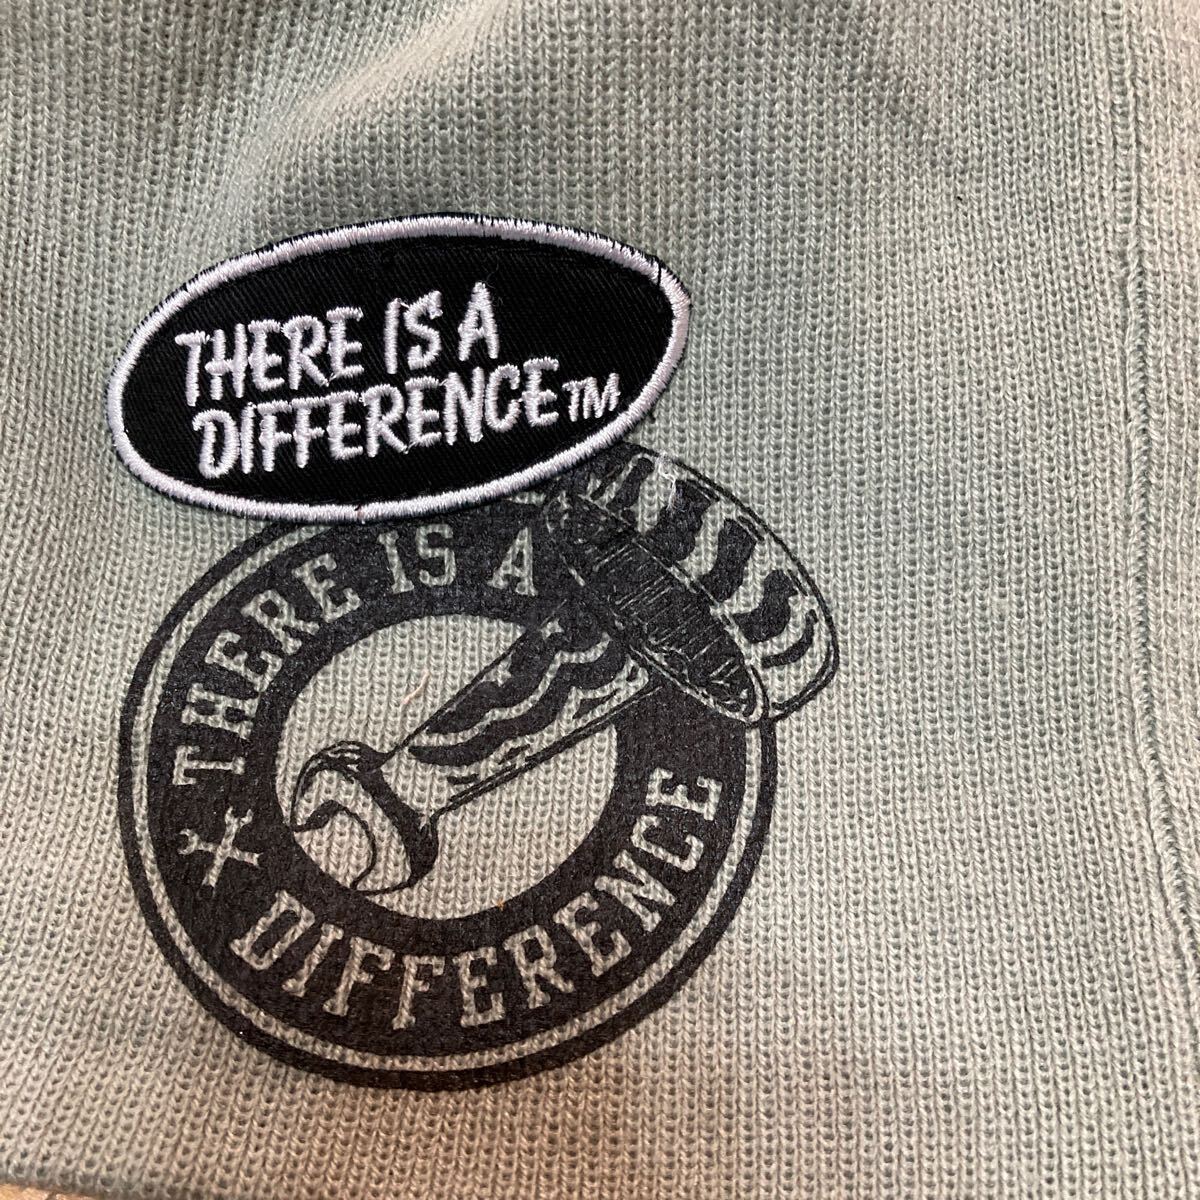 THERE IS A
DIFFERENCE™
THERE IS A
DIFFERENCE